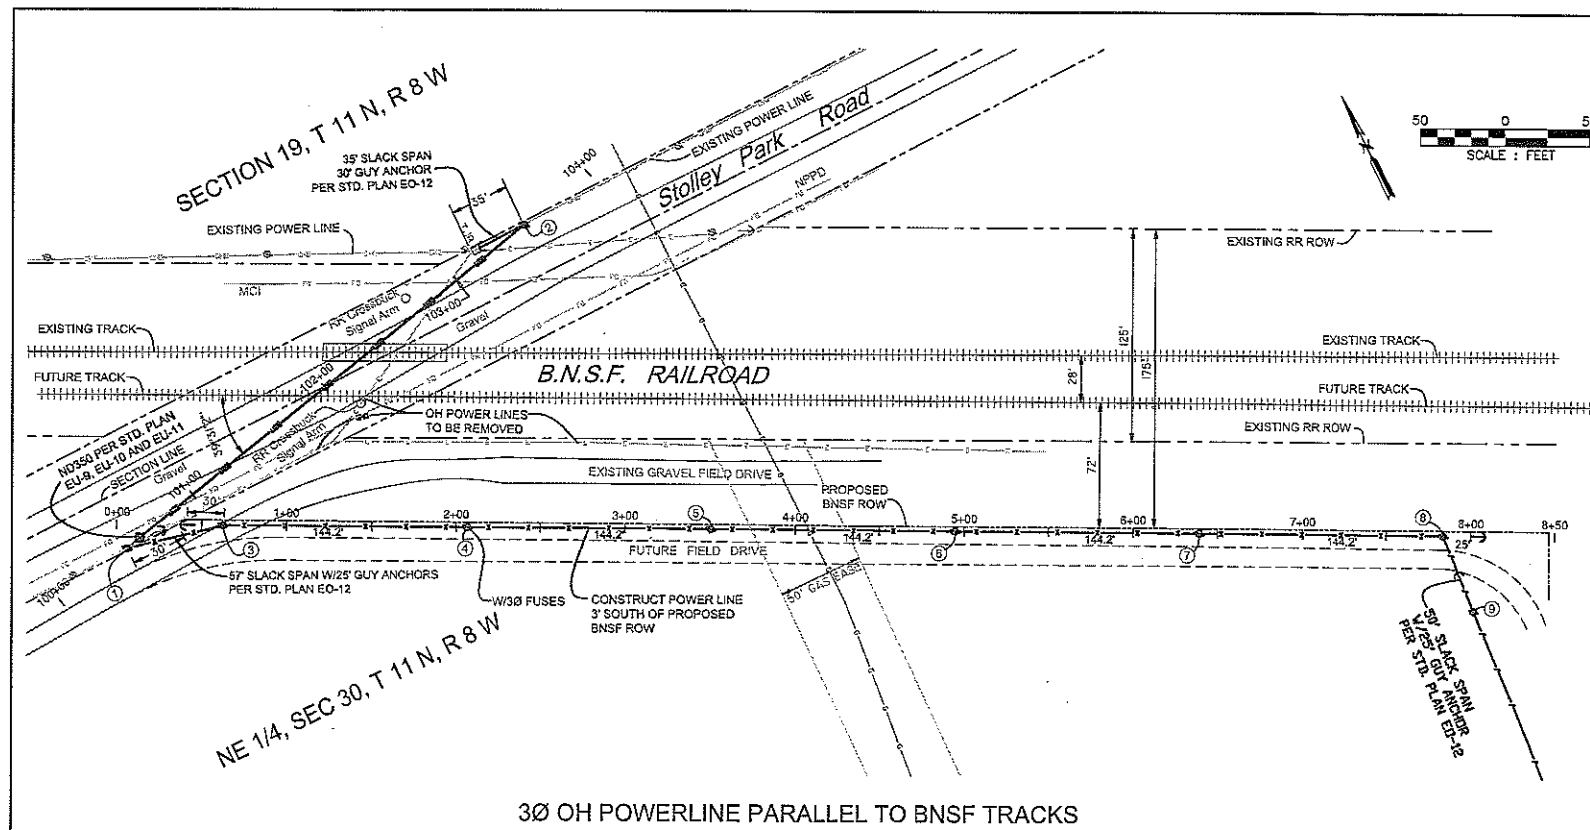 SECTION 19, T 11 N, R 8 W
35' SLACK SPAN
30' GUY ANCHOR
PER STD. PLAN EO-12
35'
104+00
EXISTING POWER LINE
Stolley Park Road
NPPD
50 0
SCALE : FEET
N
2
EXISTING POWER LINE
EXISTING RR ROW
MCI
RR Crossbuck
Signal Arm
103+00
Gravel
125'
175'
EXISTING TRACK
EXISTING TRACK
28'
102+00
B.N.S.F. RAILROAD
FUTURE TRACK
FUTURE TRACK
ND350 PER STD. PLAN
EU-9, EU-10 AND EU-11
SECTION LINE
Gravel
RR Crossbuck
Signal Arm
OH POWER LINES
TO BE REMOVED
EXISTING RR ROW
72'
101+00
30'
EXISTING GRAVEL FIELD DRIVE
PROPOSED
BNSF ROW
0+00
1+00
2+00
3+00
4+00
5+00
6+00
7+00
8+00
8+50
5
8
144.2'
144.2'
144.2'
144.2'
144.2'
25'
3
4
6
7
FUTURE FIELD DRIVE
50'
1
100+00
57' SLACK SPAN W/25' GUY ANCHORS
PER STD. PLAN EO-12
W/3Ø FUSES
CONSTRUCT POWER LINE
3' SOUTH OF PROPOSED
BNSF ROW
50' GAS EASE
9
50' SLACK SPAN
W/25' GUY ANCHOR
PER STD. PLAN EO-12
NE 1/4, SEC 30, T 11 N, R 8 W
3Ø OH POWERLINE PARALLEL TO BNSF TRACKS